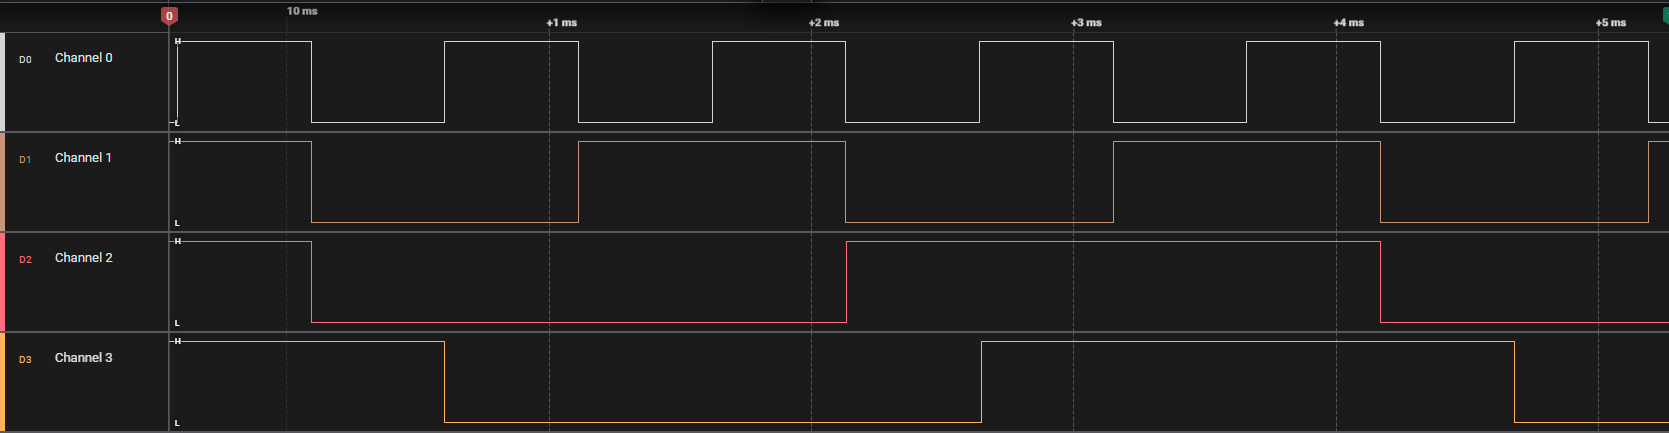 0
10 ms
+1 ms
+2 ms
+3 ms
+4 ms
+5 ms
H
D0 Channel 0
L
H
D1 Channel 1
L
H
D2 Channel 2
L
H
D3 Channel 3
L